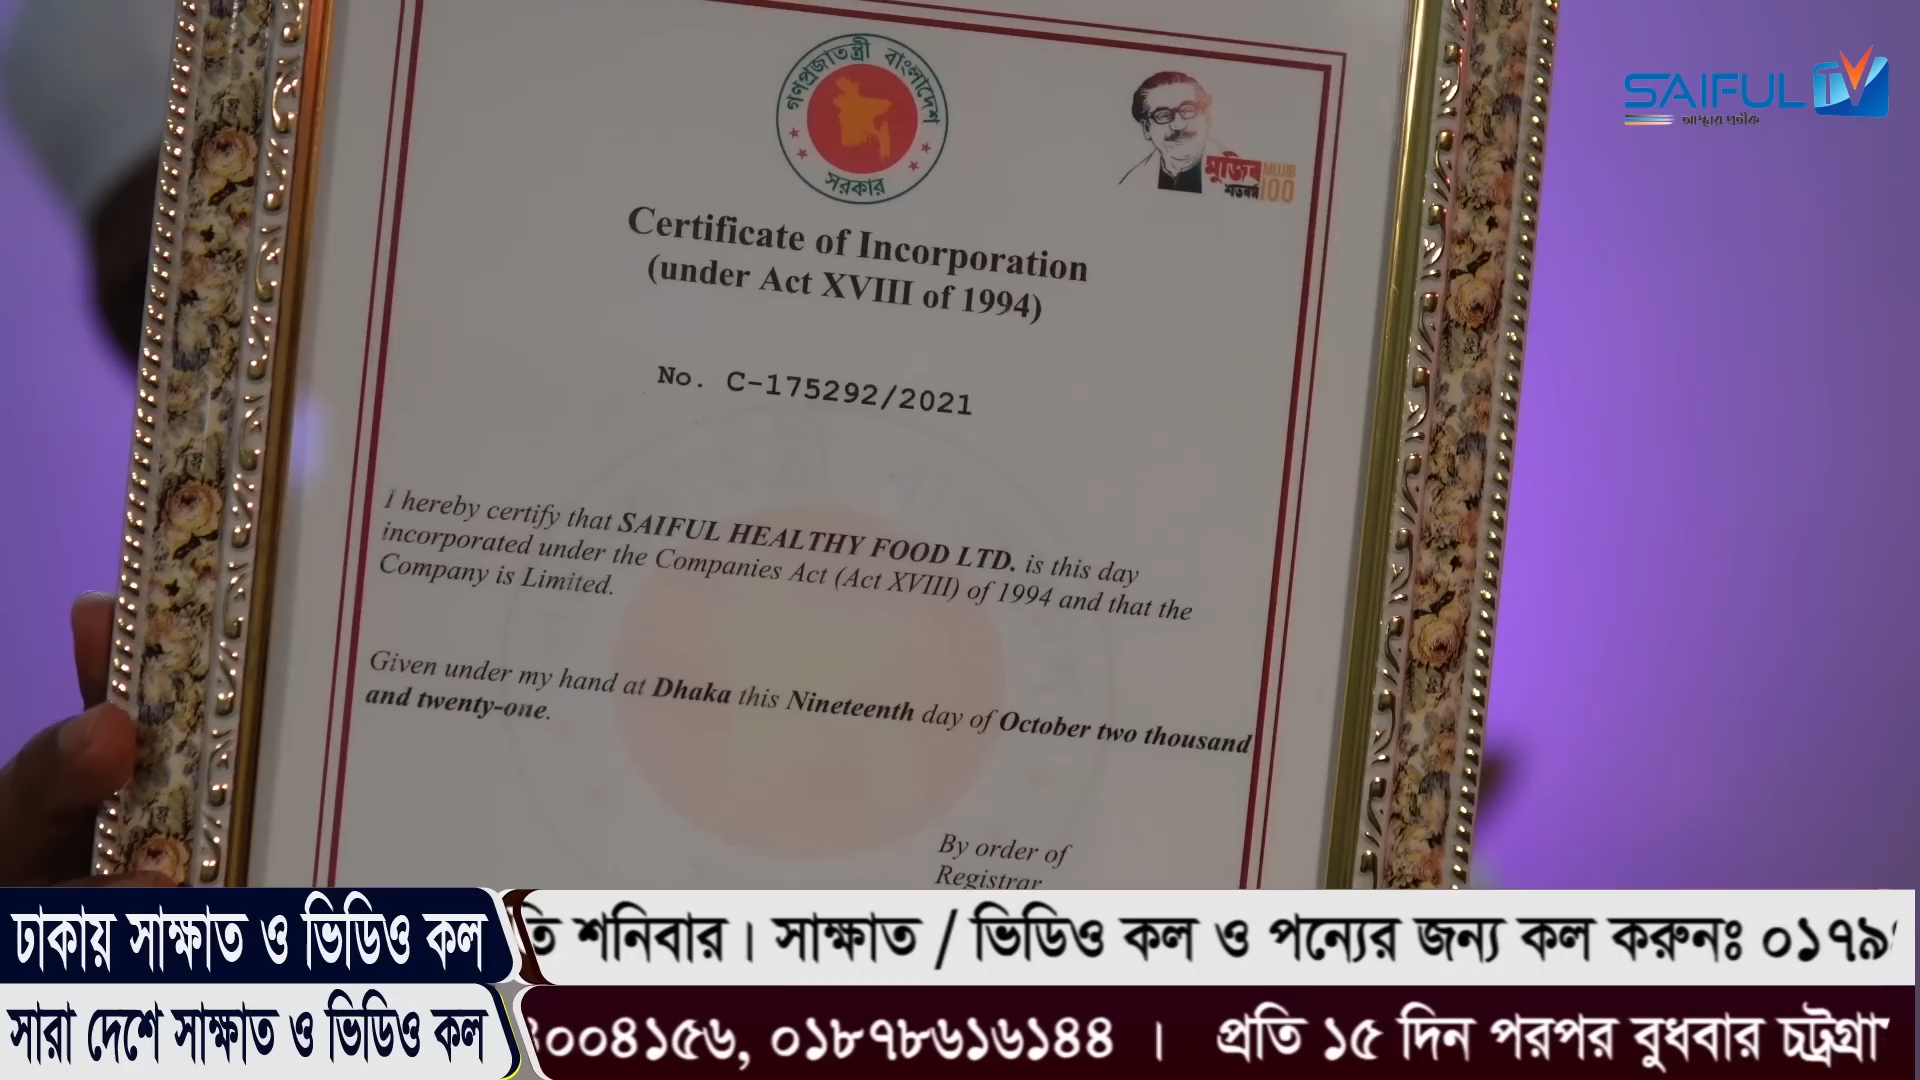 গণপ্রজাতন্ত্রী বাংলাদেশ
সরকার
মুজিব
শতবর্ষ
MUJIB
100
SAIFUL TV
আস্থার প্রতীক
Certificate of Incorporation
(under Act XVIII of 1994)
No. C-175292/2021
I hereby certify that SAIFUL HEALTHY FOOD LTD. is this day
incorporated under the Companies Act (Act XVIII) of 1994 and that the
Company is Limited.
Given under my hand at Dhaka this Nineteenth day of October two thousand
and twenty-one.
By order of
Registrar
ঢাকায় সাক্ষাত ও ভিডিও কল
শনিবার। সাক্ষাত / ভিডিও কল ও পন্যের জন্য কল করুনঃ ০১৭৯
সারা দেশে সাক্ষাত ও ভিডিও কল
০০৪১৫৬, ০১৮৭৮৬১৬১৪৪ । প্রতি ১৫ দিন পরপর বুধবার চট্রগ্রা